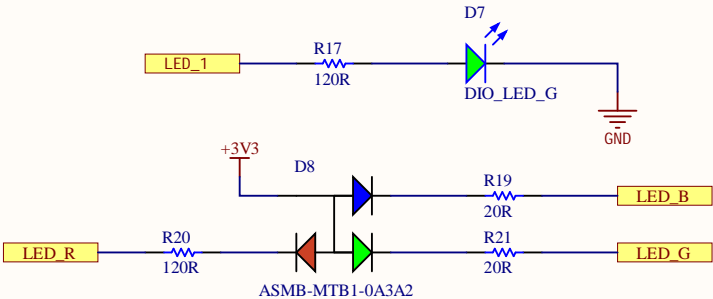 D7
R17
LED_1
120R
DIO_LED_G
GND
+3V3
D8
R19
LED_B
20R
R20
R21
LED_R
LED_G
120R
20R
ASMB-MTB1-0A3A2